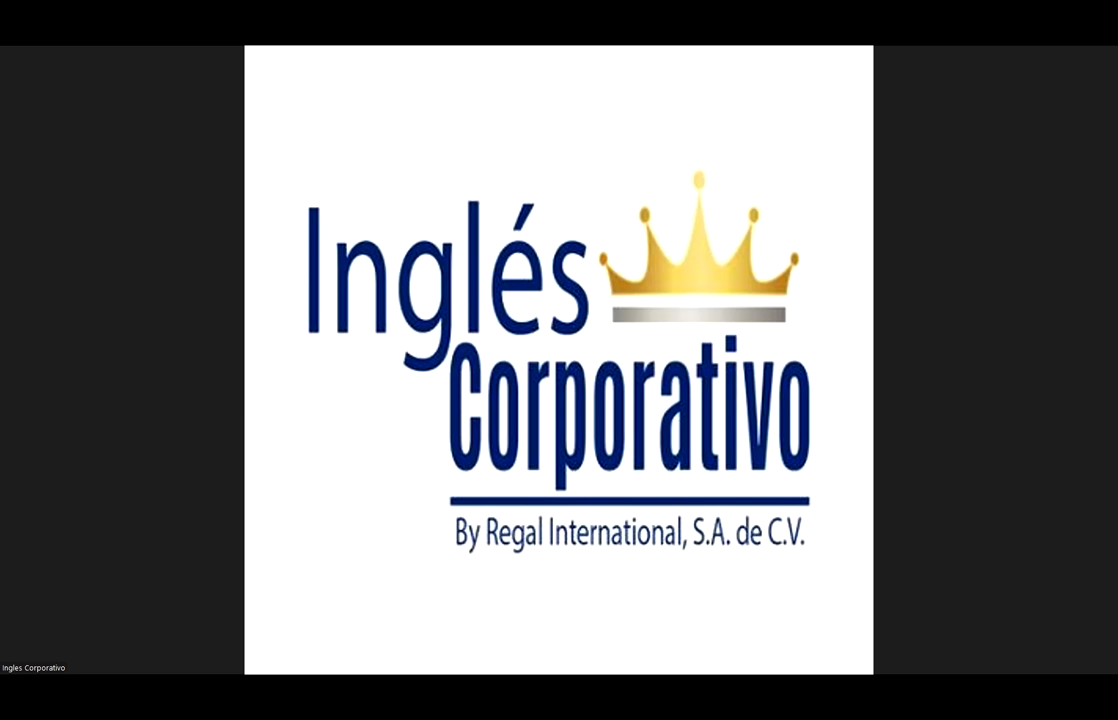 Inglés
Corporativo
By Regal International, S.A. de C.V.
Ingles Corporativo